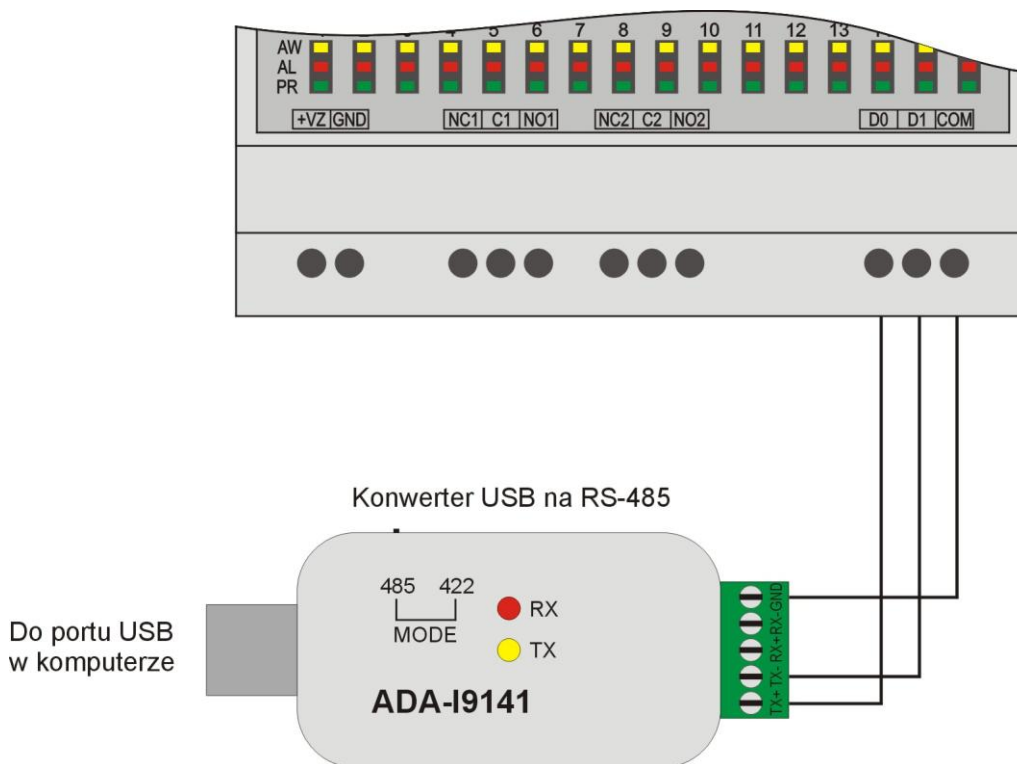 4 5 6 7 8 9 10 11 12 13
AW
AL
PR
+VZ GND NC1 C1 NO1 NC2 C2 NO2 D0 D1 COM
Konwerter USB na RS-485
485 422
MODE
RX
TX
Do portu USB
w komputerze
ADA-I9141
TX+ TX- RX+ RX- GND